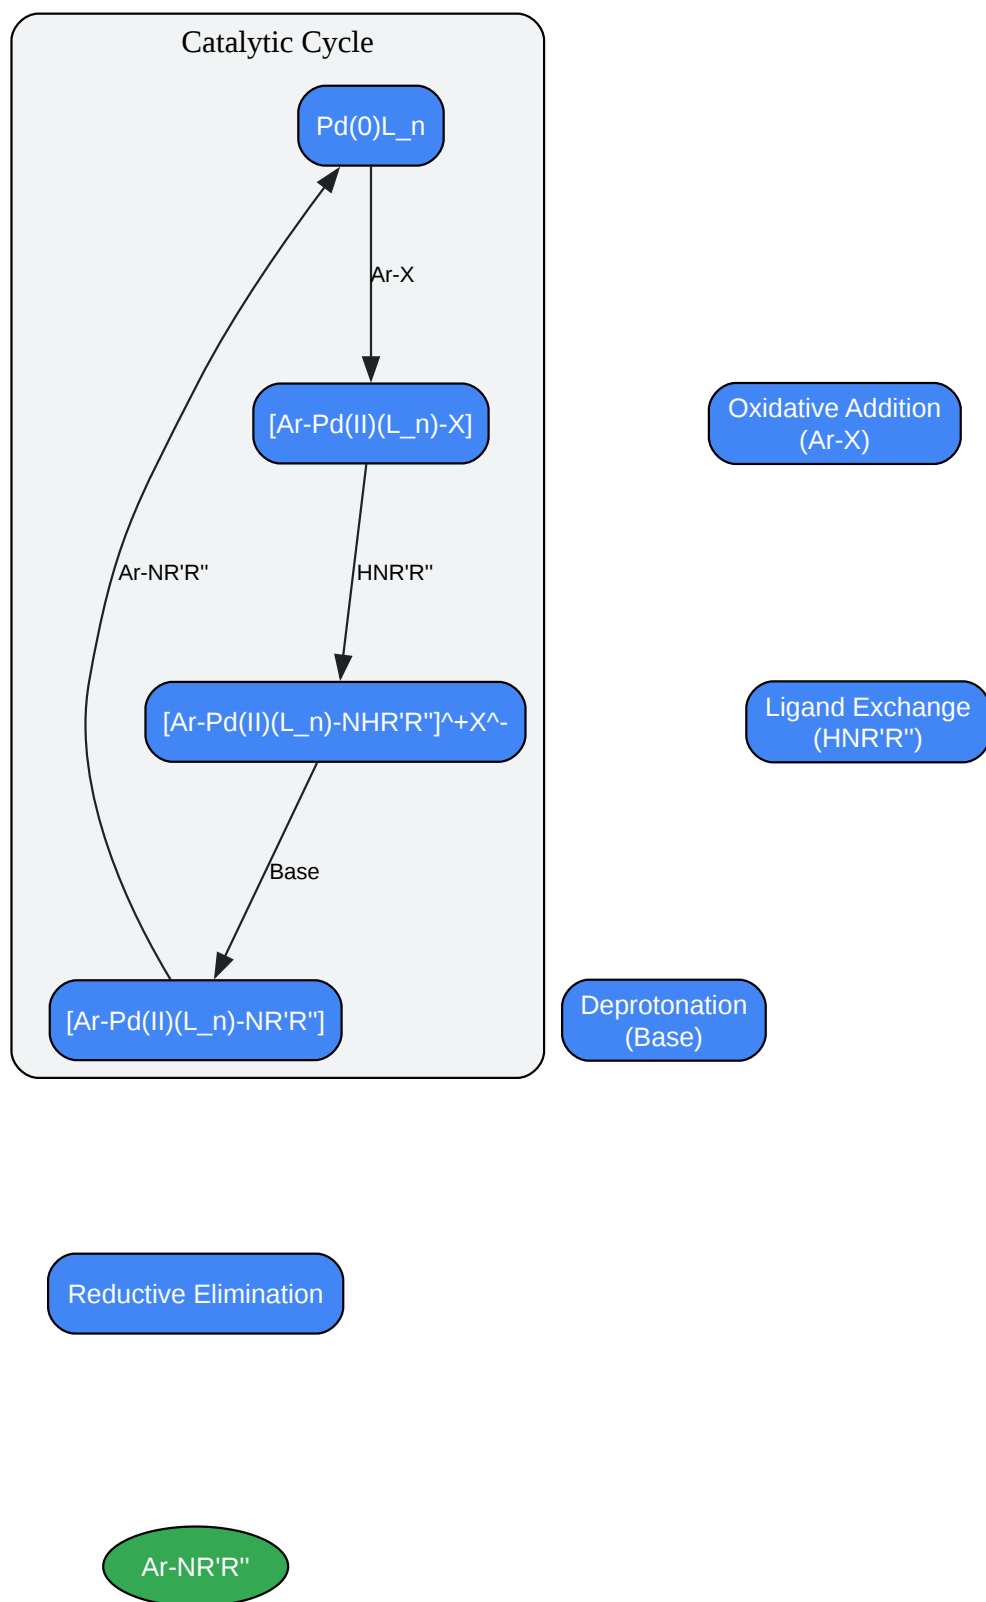 Catalytic Cycle
Pd(0)L_n
Ar-X
[Ar-Pd(II)(L_n)-X]
Oxidative Addition
(Ar-X)
Ar-NR'R''
HNR'R''
[Ar-Pd(II)(L_n)-NHR'R'']^+X^-
Ligand Exchange
(HNR'R'')
Base
[Ar-Pd(II)(L_n)-NR'R'']
Deprotonation
(Base)
Reductive Elimination
Ar-NR'R''